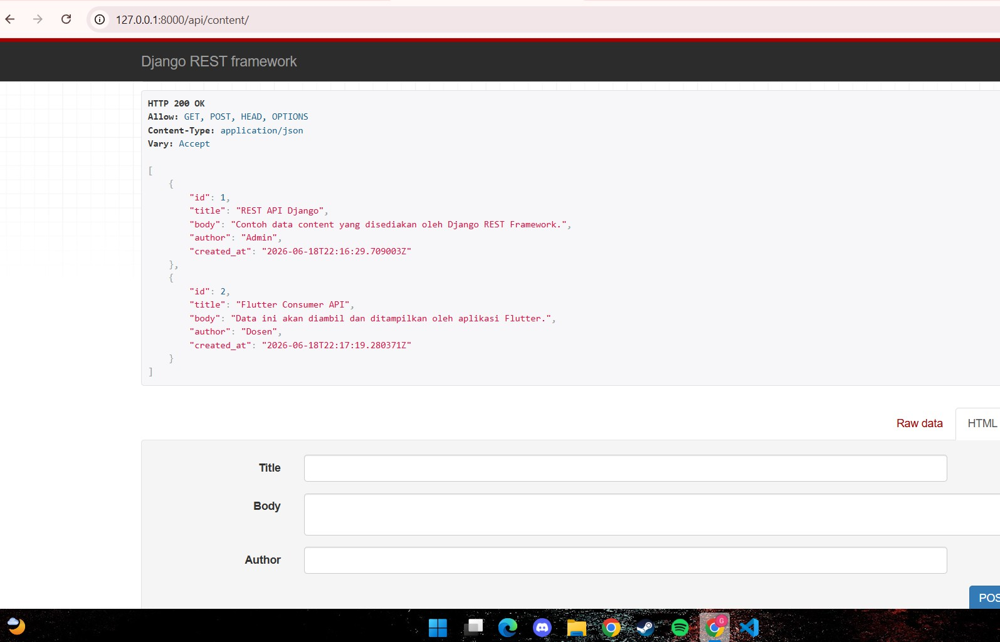 127.0.0.1:8000/api/content/
Django REST framework
HTTP 200 OK
Allow: GET, POST, HEAD, OPTIONS
Content-Type: application/json
Vary: Accept
[
    {
        "id": 1,
        "title": "REST API Django",
        "body": "Contoh data content yang disediakan oleh Django REST Framework.",
        "author": "Admin",
        "created_at": "2026-06-18T22:16:29.709003Z"
    },
    {
        "id": 2,
        "title": "Flutter Consumer API",
        "body": "Data ini akan diambil dan ditampilkan oleh aplikasi Flutter.",
        "author": "Dosen",
        "created_at": "2026-06-18T22:17:19.280371Z"
    }
]
Raw data HTML
Title
Body
Author
POS
G